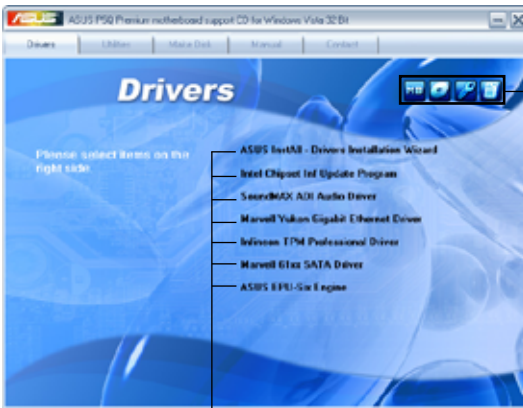 ASUS ASUS P5Q Premium motherboard support CD for Windows Vista 32 Bit
Drivers Utilities Make Disk Manual Contact
Drivers
Please select items on the
right side
ASUS InstAll - Drivers Installation Wizard
Intel Chipset Inf Update Program
SoundMAX ADI Audio Driver
Marvell Yukon Gigabit Ethernet Driver
Infineon TPM Professional Driver
Marvell 61xx SATA Driver
ASUS EPU-Six Engine